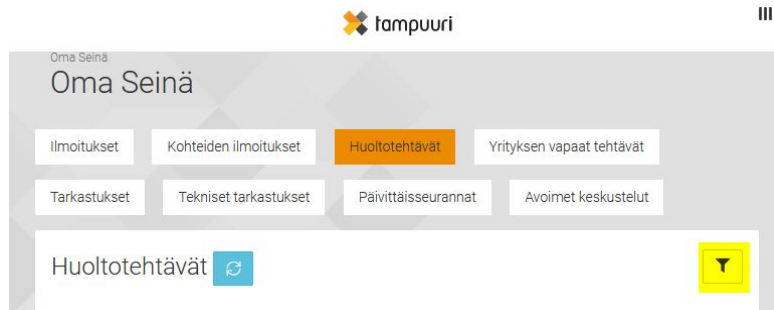 tampuuri
Oma Seinä
Oma Seinä
Ilmoitukset Kohteiden ilmoitukset Huoltotehtävät Yrityksen vapaat tehtävät
Tarkastukset Tekniset tarkastukset Päivittäisseurannat Avoimet keskustelut
Huoltotehtävät